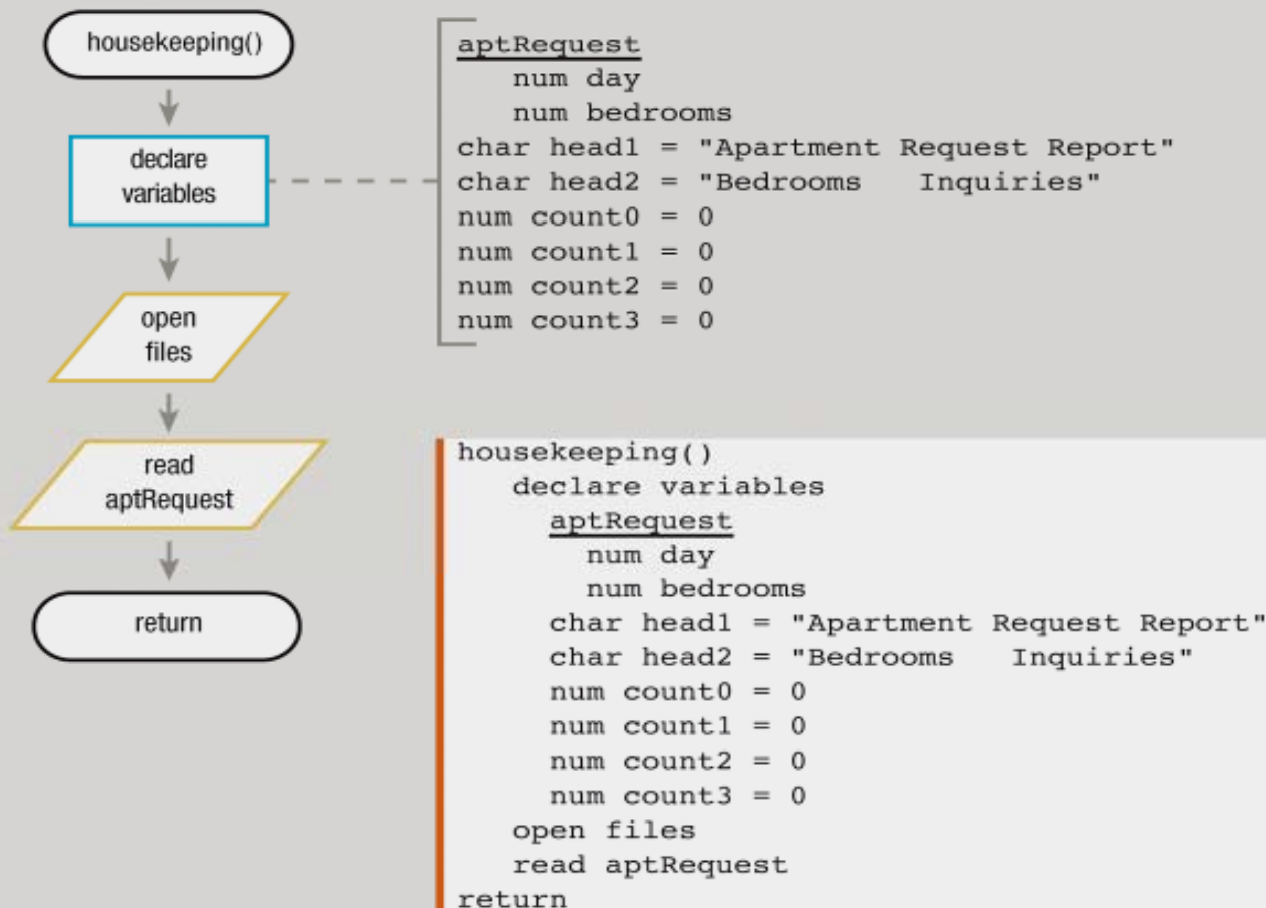 housekeeping()
declare
variables
open
files
read
aptRequest
return
aptRequest
num day
num bedrooms
char head1 = "Apartment Request Report"
char head2 = "Bedrooms   Inquiries"
num count0 = 0
num count1 = 0
num count2 = 0
num count3 = 0
housekeeping()
declare variables
aptRequest
num day
num bedrooms
char head1 = "Apartment Request Report"
char head2 = "Bedrooms   Inquiries"
num count0 = 0
num count1 = 0
num count2 = 0
num count3 = 0
open files
read aptRequest
return